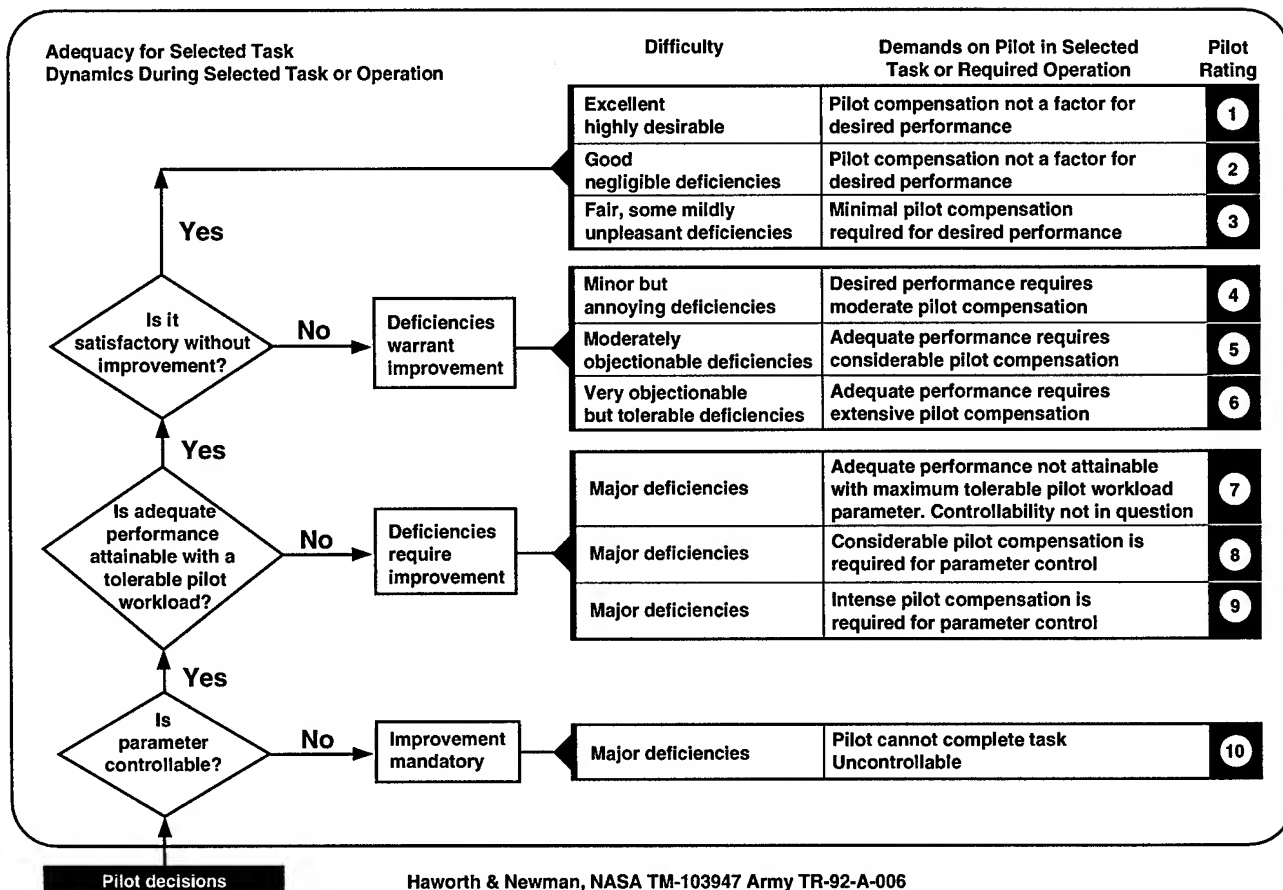 Adequacy for Selected Task
Dynamics During Selected Task or Operation
Difficulty
Demands on Pilot in Selected
Task or Required Operation
Pilot
Rating
Excellent
highly desirable
Pilot compensation not a factor for
desired performance
1
Good
negligible deficiencies
Pilot compensation not a factor for
desired performance
2
Fair, some mildly
unpleasant deficiencies
Minimal pilot compensation
required for desired performance
3
Yes
Is it
satisfactory without
improvement?
No
Deficiencies
warrant
improvement
Minor but
annoying deficiencies
Desired performance requires
moderate pilot compensation
4
Moderately
objectionable deficiencies
Adequate performance requires
considerable pilot compensation
5
Very objectionable
but tolerable deficiencies
Adequate performance requires
extensive pilot compensation
6
Yes
Is adequate
performance
attainable with a
tolerable pilot
workload?
No
Deficiencies
require
improvement
Major deficiencies
Adequate performance not attainable
with maximum tolerable pilot workload
parameter. Controllability not in question
7
Major deficiencies
Considerable pilot compensation is
required for parameter control
8
Major deficiencies
Intense pilot compensation is
required for parameter control
9
Yes
Is
parameter
controllable?
No
Improvement
mandatory
Major deficiencies
Pilot cannot complete task
Uncontrollable
10
Pilot decisions
Haworth & Newman, NASA TM-103947 Army TR-92-A-006